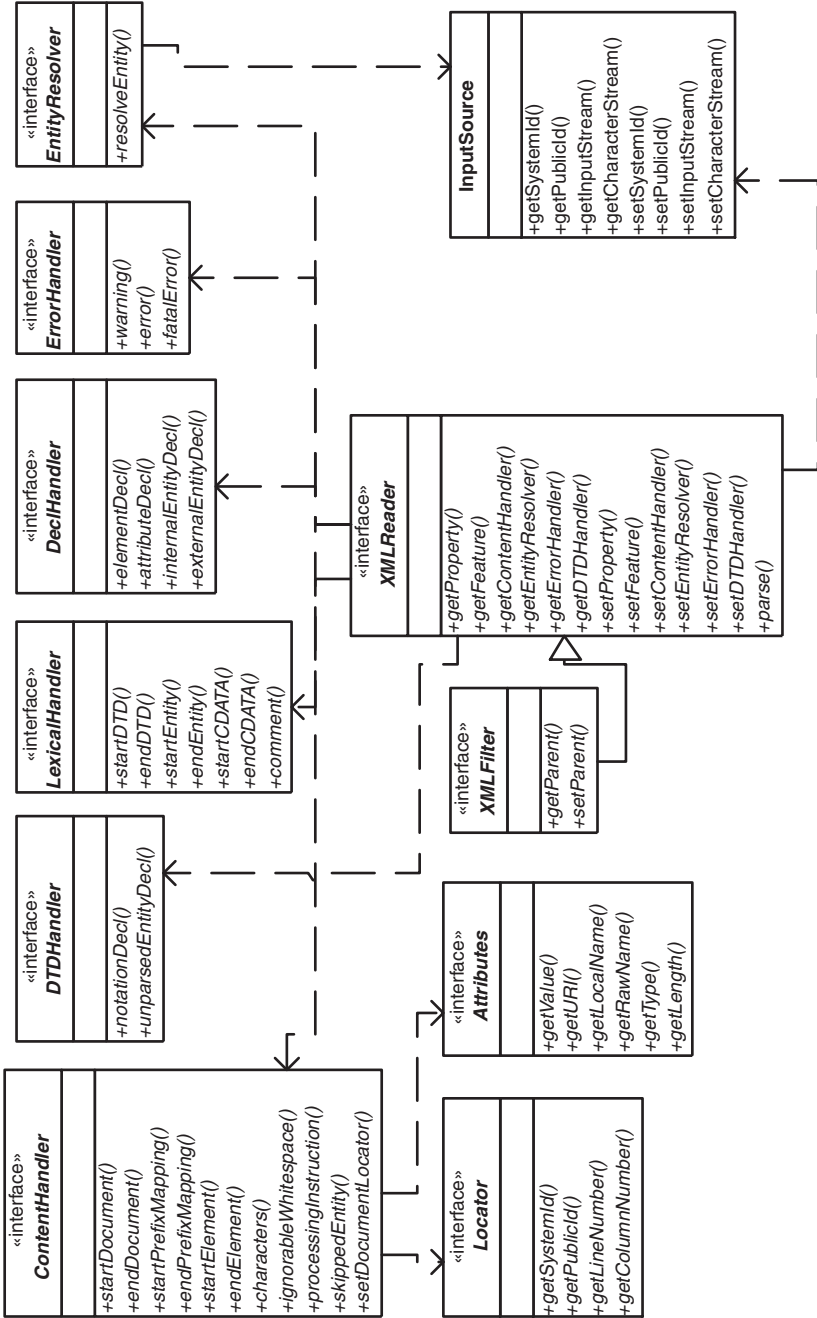 «interface»
ContentHandler
+startDocument()
+endDocument()
+startPrefixMapping()
+endPrefixMapping()
+startElement()
+endElement()
+characters()
+ignorableWhitespace()
+processingInstruction()
+skippedEntity()
+setDocumentLocator()
«interface»
DTDHandler
+notationDecl()
+unparsedEntityDecl()
«interface»
LexicalHandler
+startDTD()
+endDTD()
+startEntity()
+endEntity()
+startCDATA()
+endCDATA()
+comment()
«interface»
DeclHandler
+elementDecl()
+attributeDecl()
+internalEntityDecl()
+externalEntityDecl()
«interface»
ErrorHandler
+warning()
+error()
+fatalError()
«interface»
EntityResolver
+resolveEntity()
«interface»
XMLReader
+getProperty()
+getFeature()
+getContentHandler()
+getEntityResolver()
+getErrorHandler()
+getDTDHandler()
+setProperty()
+setFeature()
+setContentHandler()
+setEntityResolver()
+setErrorHandler()
+setDTDHandler()
+parse()
«interface»
Locator
+getSystemId()
+getPublicId()
+getLineNumber()
+getColumnNumber()
«interface»
Attributes
+getValue()
+getURI()
+getLocalName()
+getRawName()
+getType()
+getLength()
«interface»
XMLFilter
+getParent()
+setParent()
InputSource
+getSystemId()
+getPublicId()
+getInputStream()
+getCharacterStream()
+setSystemId()
+setPublicId()
+setInputStream()
+setCharacterStream()